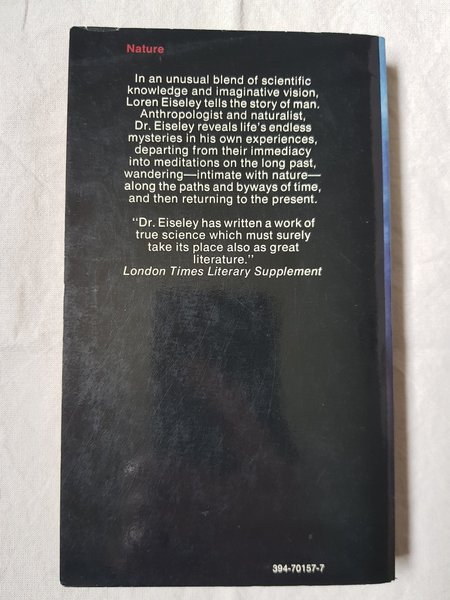 Nature
In an unusual blend of scientific
knowledge and imaginative vision,
Loren Eiseley tells the story of man.
Anthropologist and naturalist,
Dr. Eiseley reveals life's endless
mysteries in his own experiences,
departing from their immediacy
into meditations on the long past,
wandering—intimate with nature—
along the paths and byways of time,
and then returning to the present.
"Dr. Eiseley has written a work of
true science which must surely
take its place also as great
literature."
London Times Literary Supplement
394-70157-7